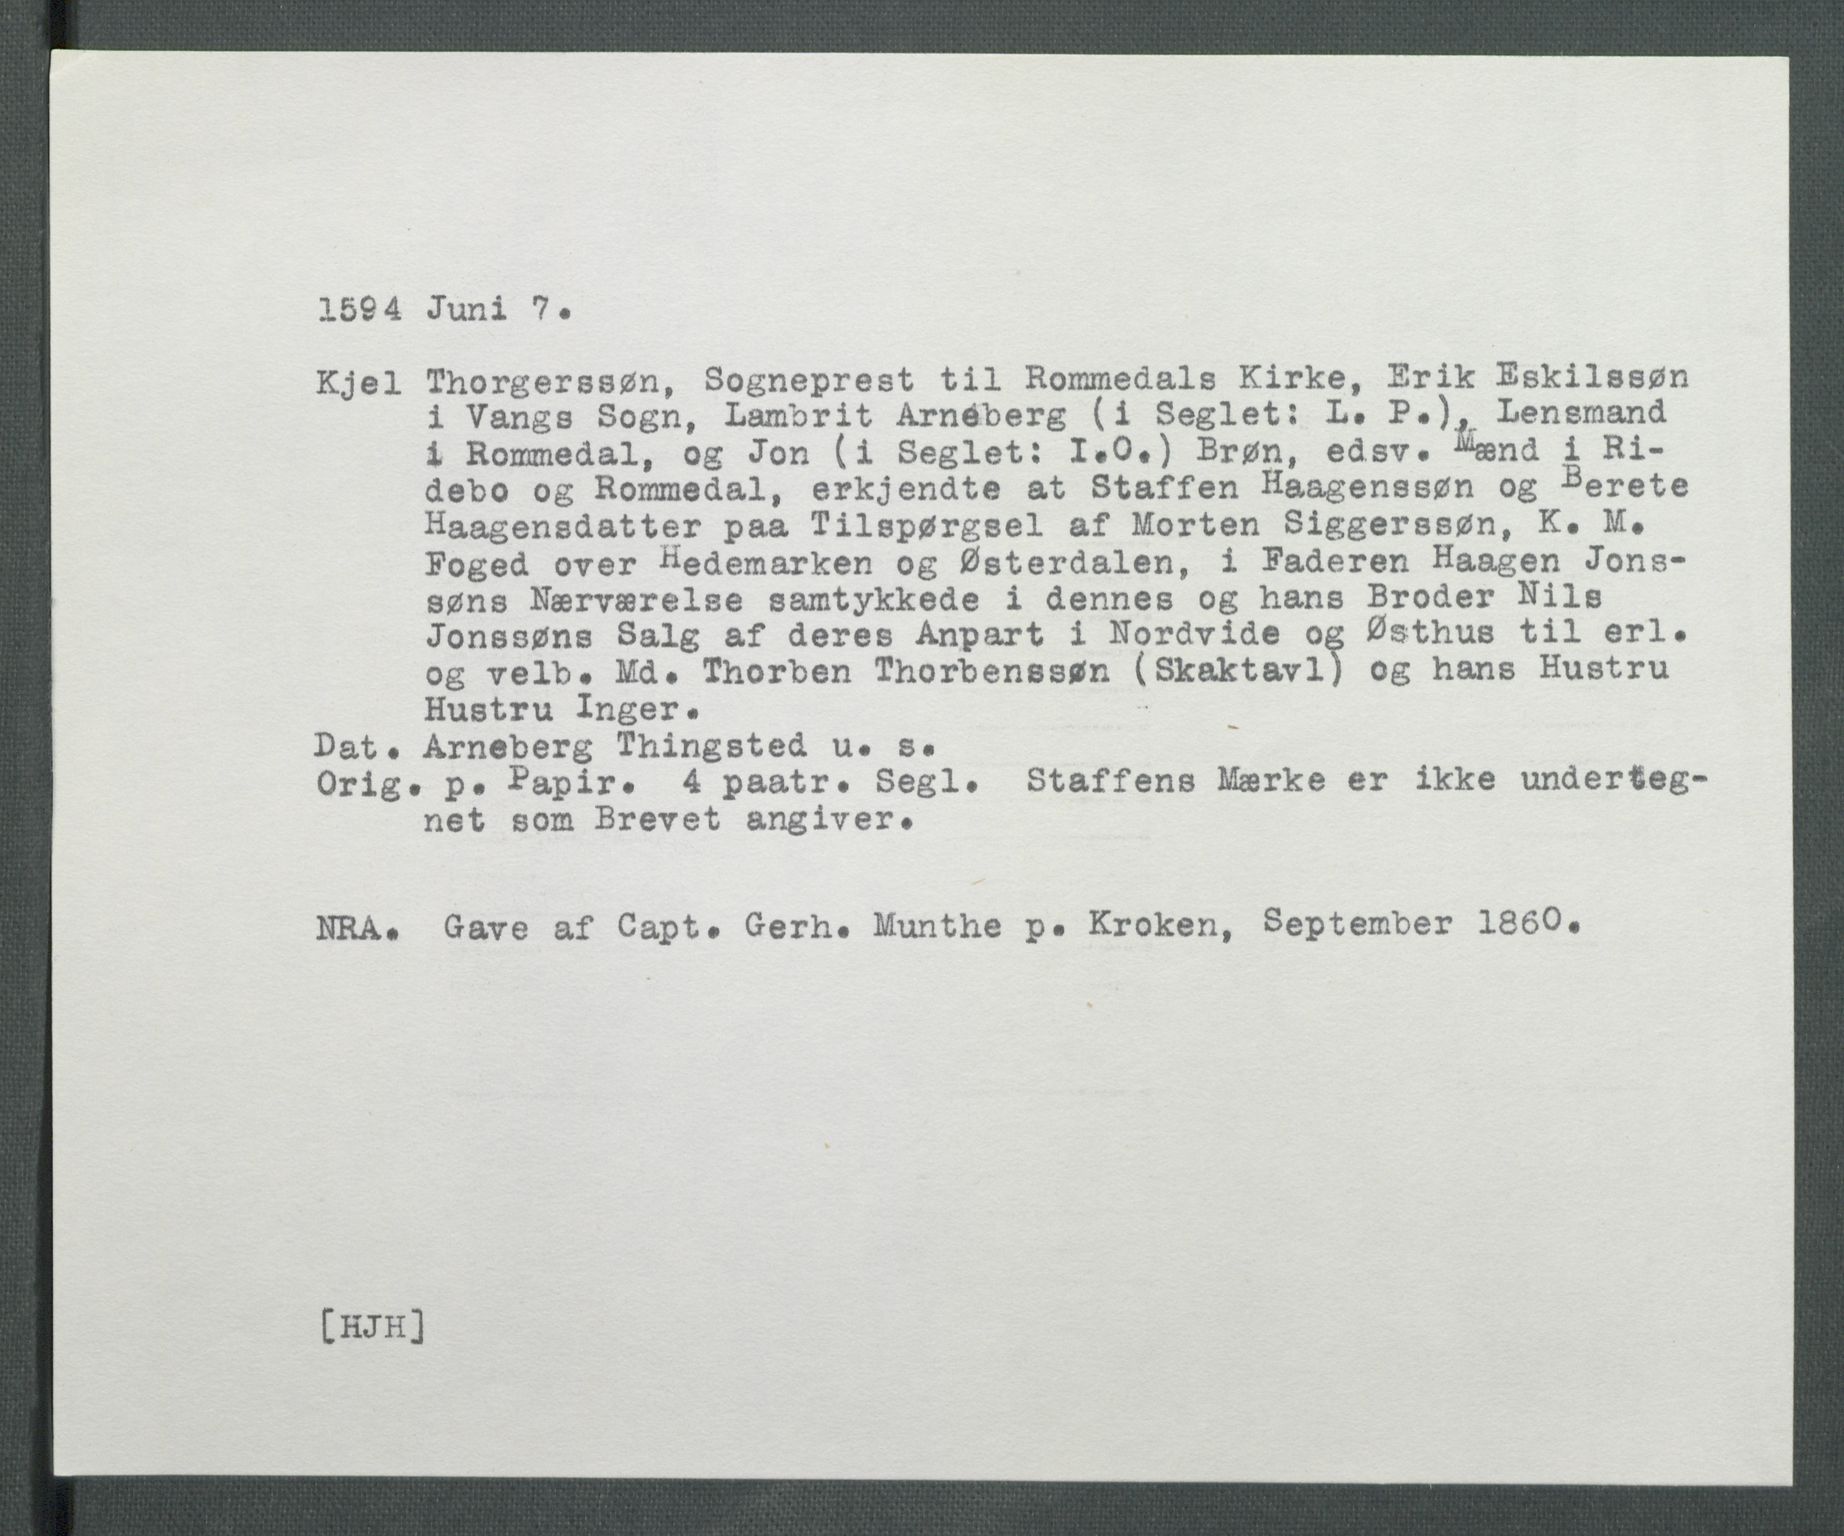 1594 Juni 7.
Kjel Thorgerssøn, Sogneprest til Rommedals Kirke, Erik Eskilssøn
i Vangs Sogn, Lambrit Arneberg (i Seglet: L. P.), Lensmand
i Rommedal, og Jon (i Seglet: I.O.) Brøn, edsv. Mænd i Ri-
debo og Rommedal, erkjendte at Staffen Haagenssøn og Berete
Haagensdatter paa Tilspørgsel af Morten Siggerssøn, K. M.
Foged over Hedemarken og Østerdalen, i Faderen Haagen Jons-
søns Nærværelse samtykkede i dennes og hans Broder Nils
Jonssøns Salg af deres Anpart i Nordvide og Østhus til erl.
og velb. Md. Thorben Thorbenssøn (Skaktavl) og hans Hustru
Hustru Inger.
Dat. Arneberg Thingsted u. s.
Orig. p. Papir. 4 paatr. Segl. Staffens Mærke er ikke underteg-
net som Brevet angiver.
NRA. Gave af Capt. Gerh. Munthe p. Kroken, September 1860.
[HJH]